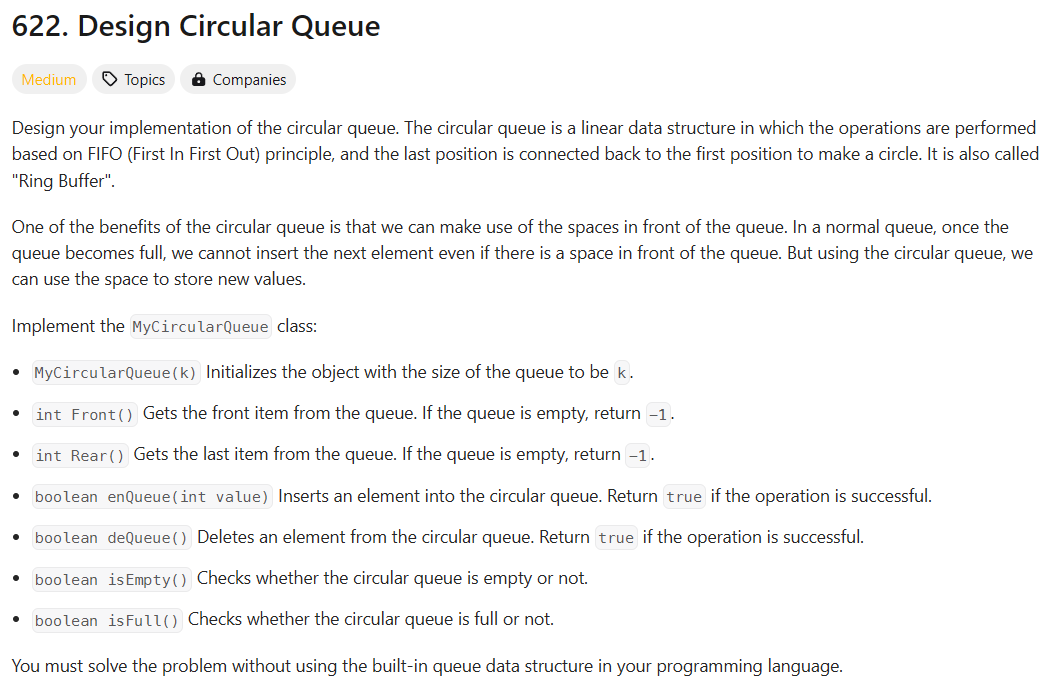 622. Design Circular Queue
Medium Topics Companies
Design your implementation of the circular queue. The circular queue is a linear data structure in which the operations are performed
based on FIFO (First In First Out) principle, and the last position is connected back to the first position to make a circle. It is also called
"Ring Buffer".
One of the benefits of the circular queue is that we can make use of the spaces in front of the queue. In a normal queue, once the
queue becomes full, we cannot insert the next element even if there is a space in front of the queue. But using the circular queue, we
can use the space to store new values.
Implement the MyCircularQueue class:
• MyCircularQueue(k) Initializes the object with the size of the queue to be k.
• int Front() Gets the front item from the queue. If the queue is empty, return -1.
• int Rear() Gets the last item from the queue. If the queue is empty, return -1.
• boolean enQueue(int value) Inserts an element into the circular queue. Return true if the operation is successful.
• boolean deQueue() Deletes an element from the circular queue. Return true if the operation is successful.
• boolean isEmpty() Checks whether the circular queue is empty or not.
• boolean isFull() Checks whether the circular queue is full or not.
You must solve the problem without using the built-in queue data structure in your programming language.